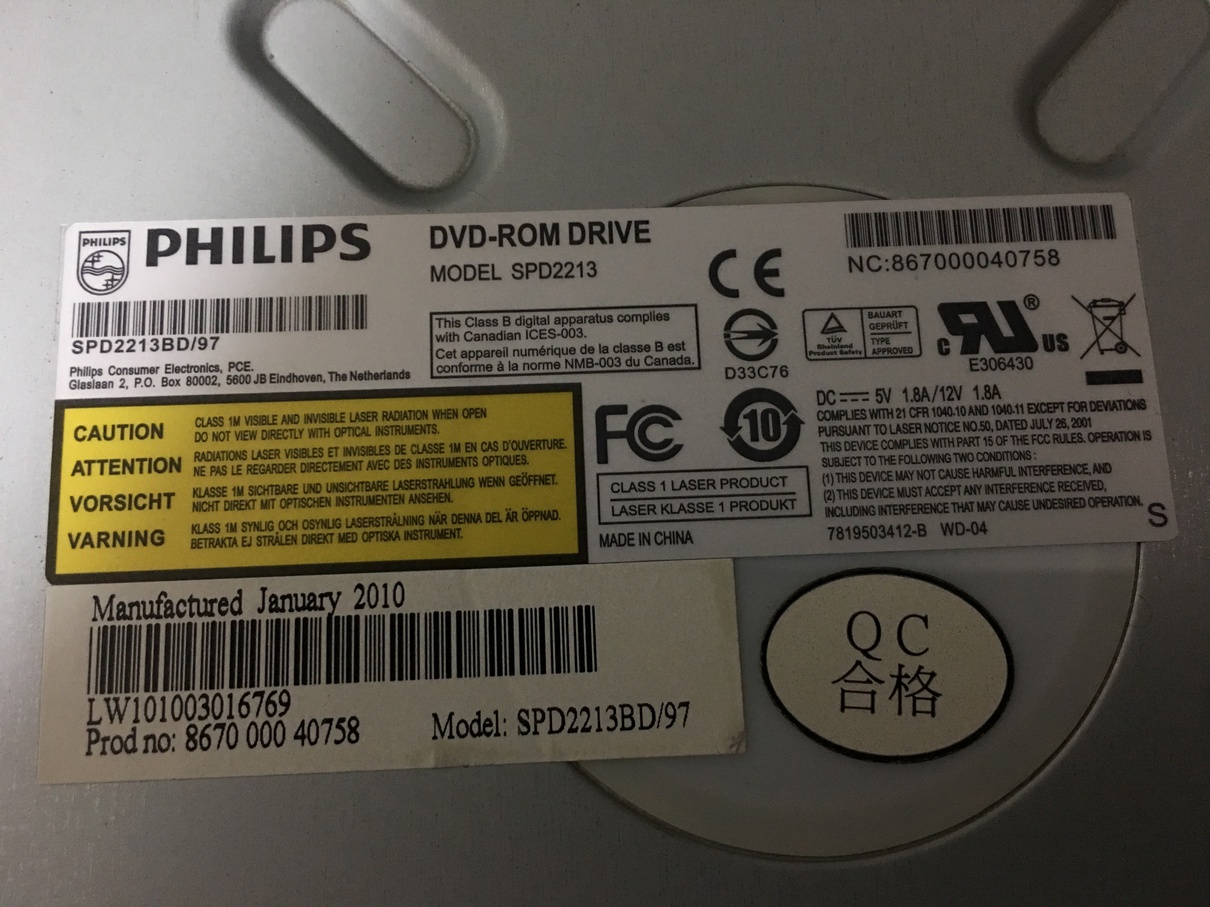 PHILIPS
PHILIPS
SPD2213BD/97
Philips Consumer Electronics, PCE.
Glaslaan 2, P.O. Box 80002, 5600 JB Eindhoven, The Netherlands
DVD-ROM DRIVE
MODEL SPD2213
This Class B digital apparatus complies
with Canadian ICES-003.
Cet appareil numérique de la classe B est
conforme à la norme NMB-003 du Canada.
CE
D33C76
NC:867000040758
TÜV
Rheinland
Product Safety
BAUART
GEPRÜFT
TYPE
APPROVED
c RU US ®
E306430
CAUTION
CLASS 1M VISIBLE AND INVISIBLE LASER RADIATION WHEN OPEN
DO NOT VIEW DIRECTLY WITH OPTICAL INSTRUMENTS.
ATTENTION
RADIATIONS LASER VISIBLES ET INVISIBLES DE CLASSE 1M EN CAS D'OUVERTURE.
NE PAS LE REGARDER DIRECTEMENT AVEC DES INSTRUMENTS OPTIQUES.
VORSICHT
KLASSE 1M SICHTBARE UND UNSICHTBARE LASERSTRAHLUNG WENN GEÖFFNET.
NICHT DIREKT MIT OPTISCHEN INSTRUMENTEN ANSEHEN.
VARNING
KLASS 1M SYNLIG OCH OSYNLIG LASERSTRÅLNING NÄR DENNA DEL ÄR ÖPPNAD.
BETRAKTA EJ STRÅLEN DIREKT MED OPTISKA INSTRUMENT.
FC
10
CLASS 1 LASER PRODUCT
LASER KLASSE 1 PRODUKT
MADE IN CHINA
DC 5V 1.8A/12V 1.8A
COMPLIES WITH 21 CFR 1040.10 AND 1040.11 EXCEPT FOR DEVIATIONS
PURSUANT TO LASER NOTICE NO.50, DATED JULY 26, 2001
THIS DEVICE COMPLIES WITH PART 15 OF THE FCC RULES. OPERATION IS
SUBJECT TO THE FOLLOWING TWO CONDITIONS :
(1) THIS DEVICE MAY NOT CAUSE HARMFUL INTERFERENCE, AND
(2) THIS DEVICE MUST ACCEPT ANY INTERFERENCE RECEIVED,
INCLUDING INTERFERENCE THAT MAY CAUSE UNDESIRED OPERATION.
7819503412-B WD-04
S
Manufactured January 2010
LW101003016769
Prod no: 8670 000 40758 Model: SPD2213BD/97
QC
合格